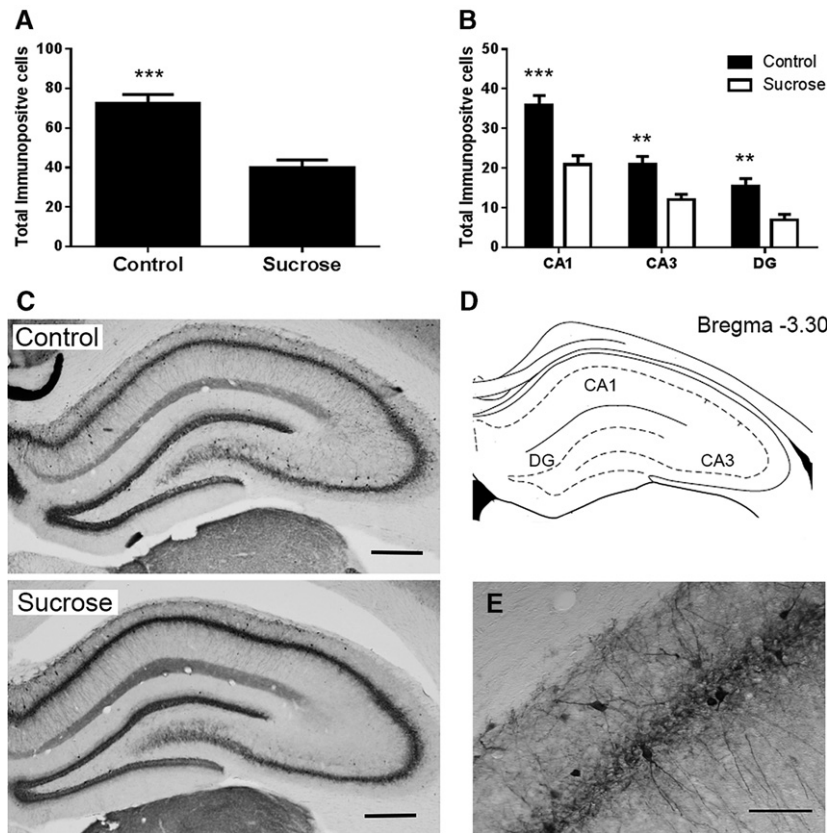 A
Total Immunopositve cells
100
80
60
40
20
0
***
Control
Sucrose
B
Total Immunopositve cells
50
40
30
20
10
0
***
**
**
Control
Sucrose
CA1
CA3
DG
C
Control
Sucrose
D
Bregma -3.30
CA1
DG
CA3
E